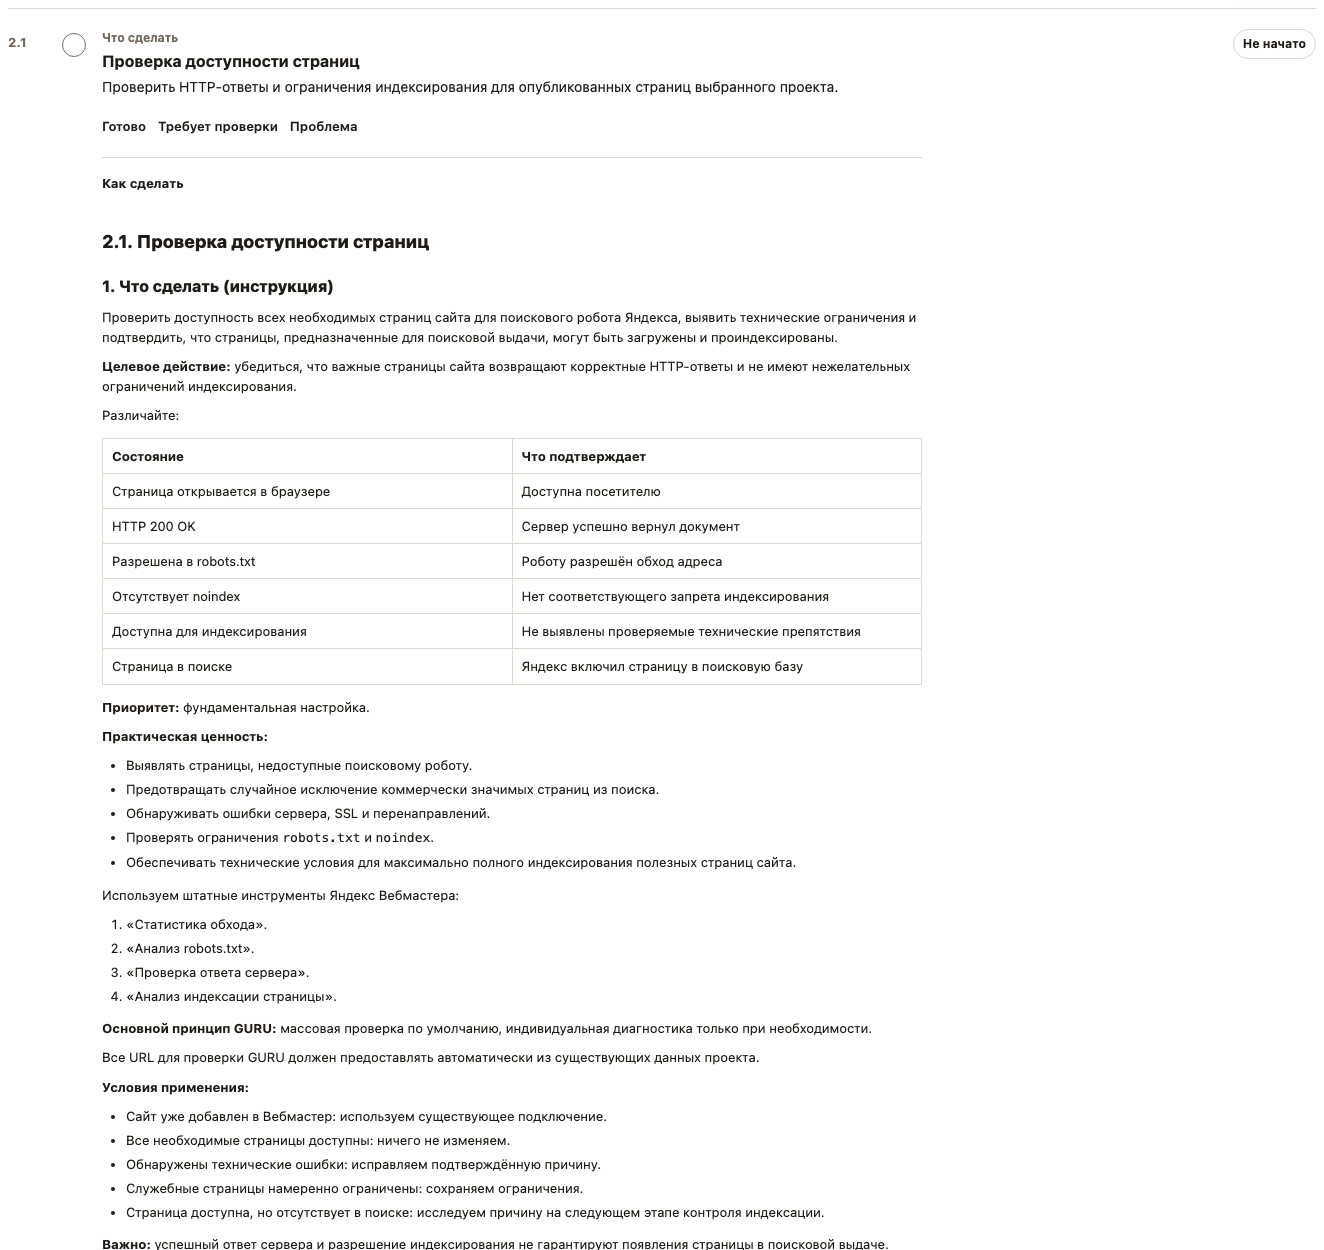 2.1
Что сделать
Не начато
Проверка доступности страниц
Проверить HTTP-ответы и ограничения индексирования для опубликованных страниц выбранного проекта.
Готово Требует проверки Проблема
Как сделать
2.1. Проверка доступности страниц
1. Что сделать (инструкция)
Проверить доступность всех необходимых страниц сайта для поискового робота Яндекса, выявить технические ограничения и
подтвердить, что страницы, предназначенные для поисковой выдачи, могут быть загружены и проиндексированы.
Целевое действие: убедиться, что важные страницы сайта возвращают корректные HTTP-ответы и не имеют нежелательных
ограничений индексирования.
Различайте:
Состояние Что подтверждает
Страница открывается в браузере Доступна посетителю
HTTP 200 OK Сервер успешно вернул документ
Разрешена в robots.txt Роботу разрешён обход адреса
Отсутствует noindex Нет соответствующего запрета индексирования
Доступна для индексирования Не выявлены проверяемые технические препятствия
Страница в поиске Яндекс включил страницу в поисковую базу
Приоритет: фундаментальная настройка.
Практическая ценность:
• Выявлять страницы, недоступные поисковому роботу.
• Предотвращать случайное исключение коммерчески значимых страниц из поиска.
• Обнаруживать ошибки сервера, SSL и перенаправлений.
• Проверять ограничения robots.txt и noindex.
• Обеспечивать технические условия для максимально полного индексирования полезных страниц сайта.
Используем штатные инструменты Яндекс Вебмастера:
1. «Статистика обхода».
2. «Анализ robots.txt».
3. «Проверка ответа сервера».
4. «Анализ индексации страницы».
Основной принцип GURU: массовая проверка по умолчанию, индивидуальная диагностика только при необходимости.
Все URL для проверки GURU должен предоставлять автоматически из существующих данных проекта.
Условия применения:
• Сайт уже добавлен в Вебмастер: используем существующее подключение.
• Все необходимые страницы доступны: ничего не изменяем.
• Обнаружены технические ошибки: исправляем подтверждённую причину.
• Служебные страницы намеренно ограничены: сохраняем ограничения.
• Страница доступна, но отсутствует в поиске: исследуем причину на следующем этапе контроля индексации.
Важно: успешный ответ сервера и разрешение индексирования не гарантируют появления страницы в поисковой выдаче.